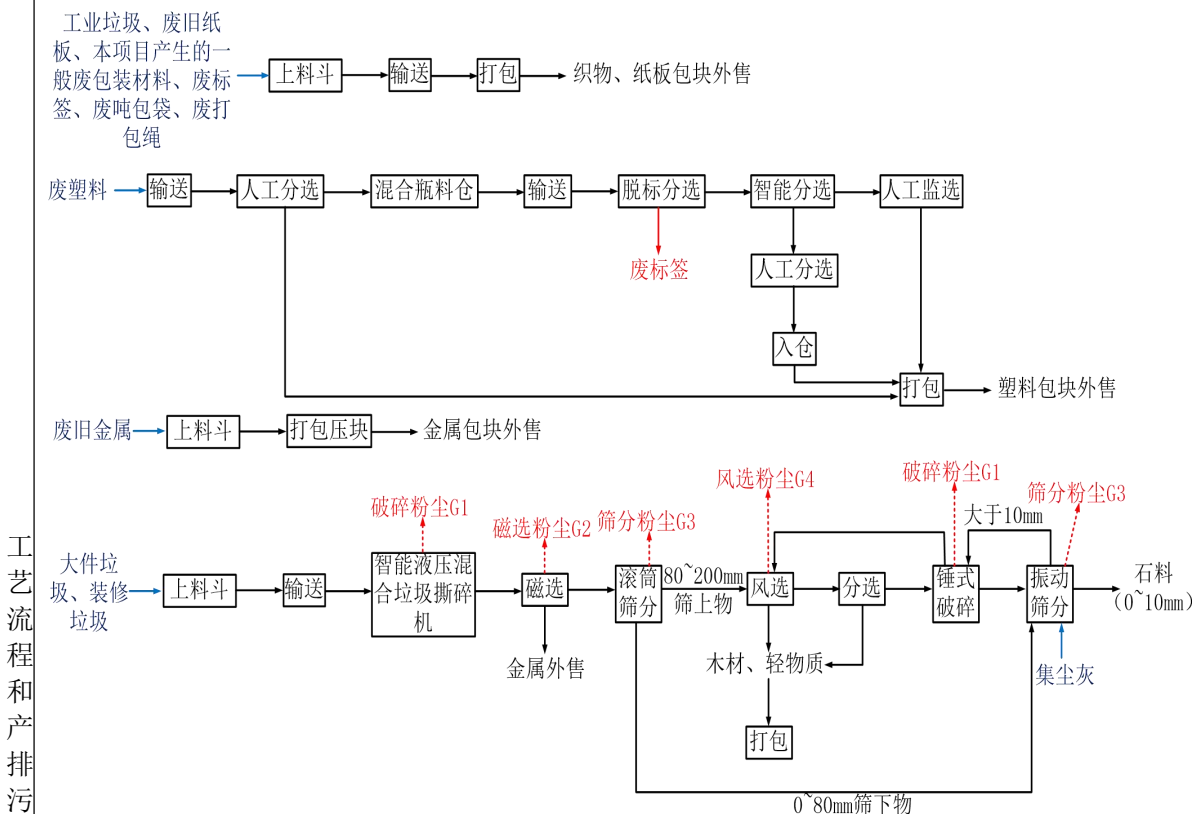 工业垃圾、废旧纸
板、本项目产生的一
般废包装材料、废标
签、废吨包袋、废打
包绳
上料斗
输送
打包
织物、纸板包块外售
废塑料
输送
人工分选
混合瓶料仓
输送
脱标分选
智能分选
人工监选
废标签
人工分选
入仓
打包
塑料包块外售
废旧金属
上料斗
打包压块
金属包块外售
破碎粉尘G1
磁选粉尘G2
筛分粉尘G3
风选粉尘G4
破碎粉尘G1
筛分粉尘G3
大于10mm
大件垃
圾、装修
垃圾
上料斗
输送
智能液压混
合垃圾撕碎
机
磁选
滚筒
筛分
80~200mm
筛上物
风选
分选
锤式
破碎
振动
筛分
石料
(0~10mm)
金属外售
木材、轻物质
集尘灰
打包
0~80mm筛下物
工
艺
流
程
和
产
排
污